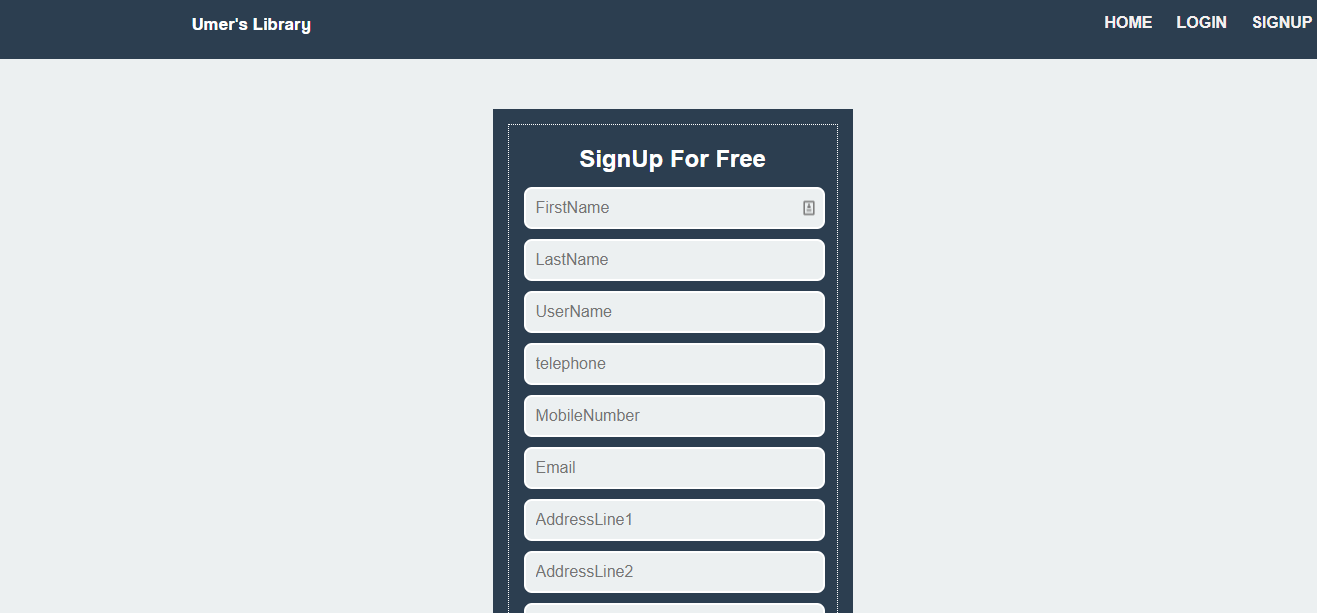 Umer's Library
HOME LOGIN SIGNUP
SignUp For Free
FirstName
LastName
UserName
telephone
MobileNumber
Email
AddressLine1
AddressLine2